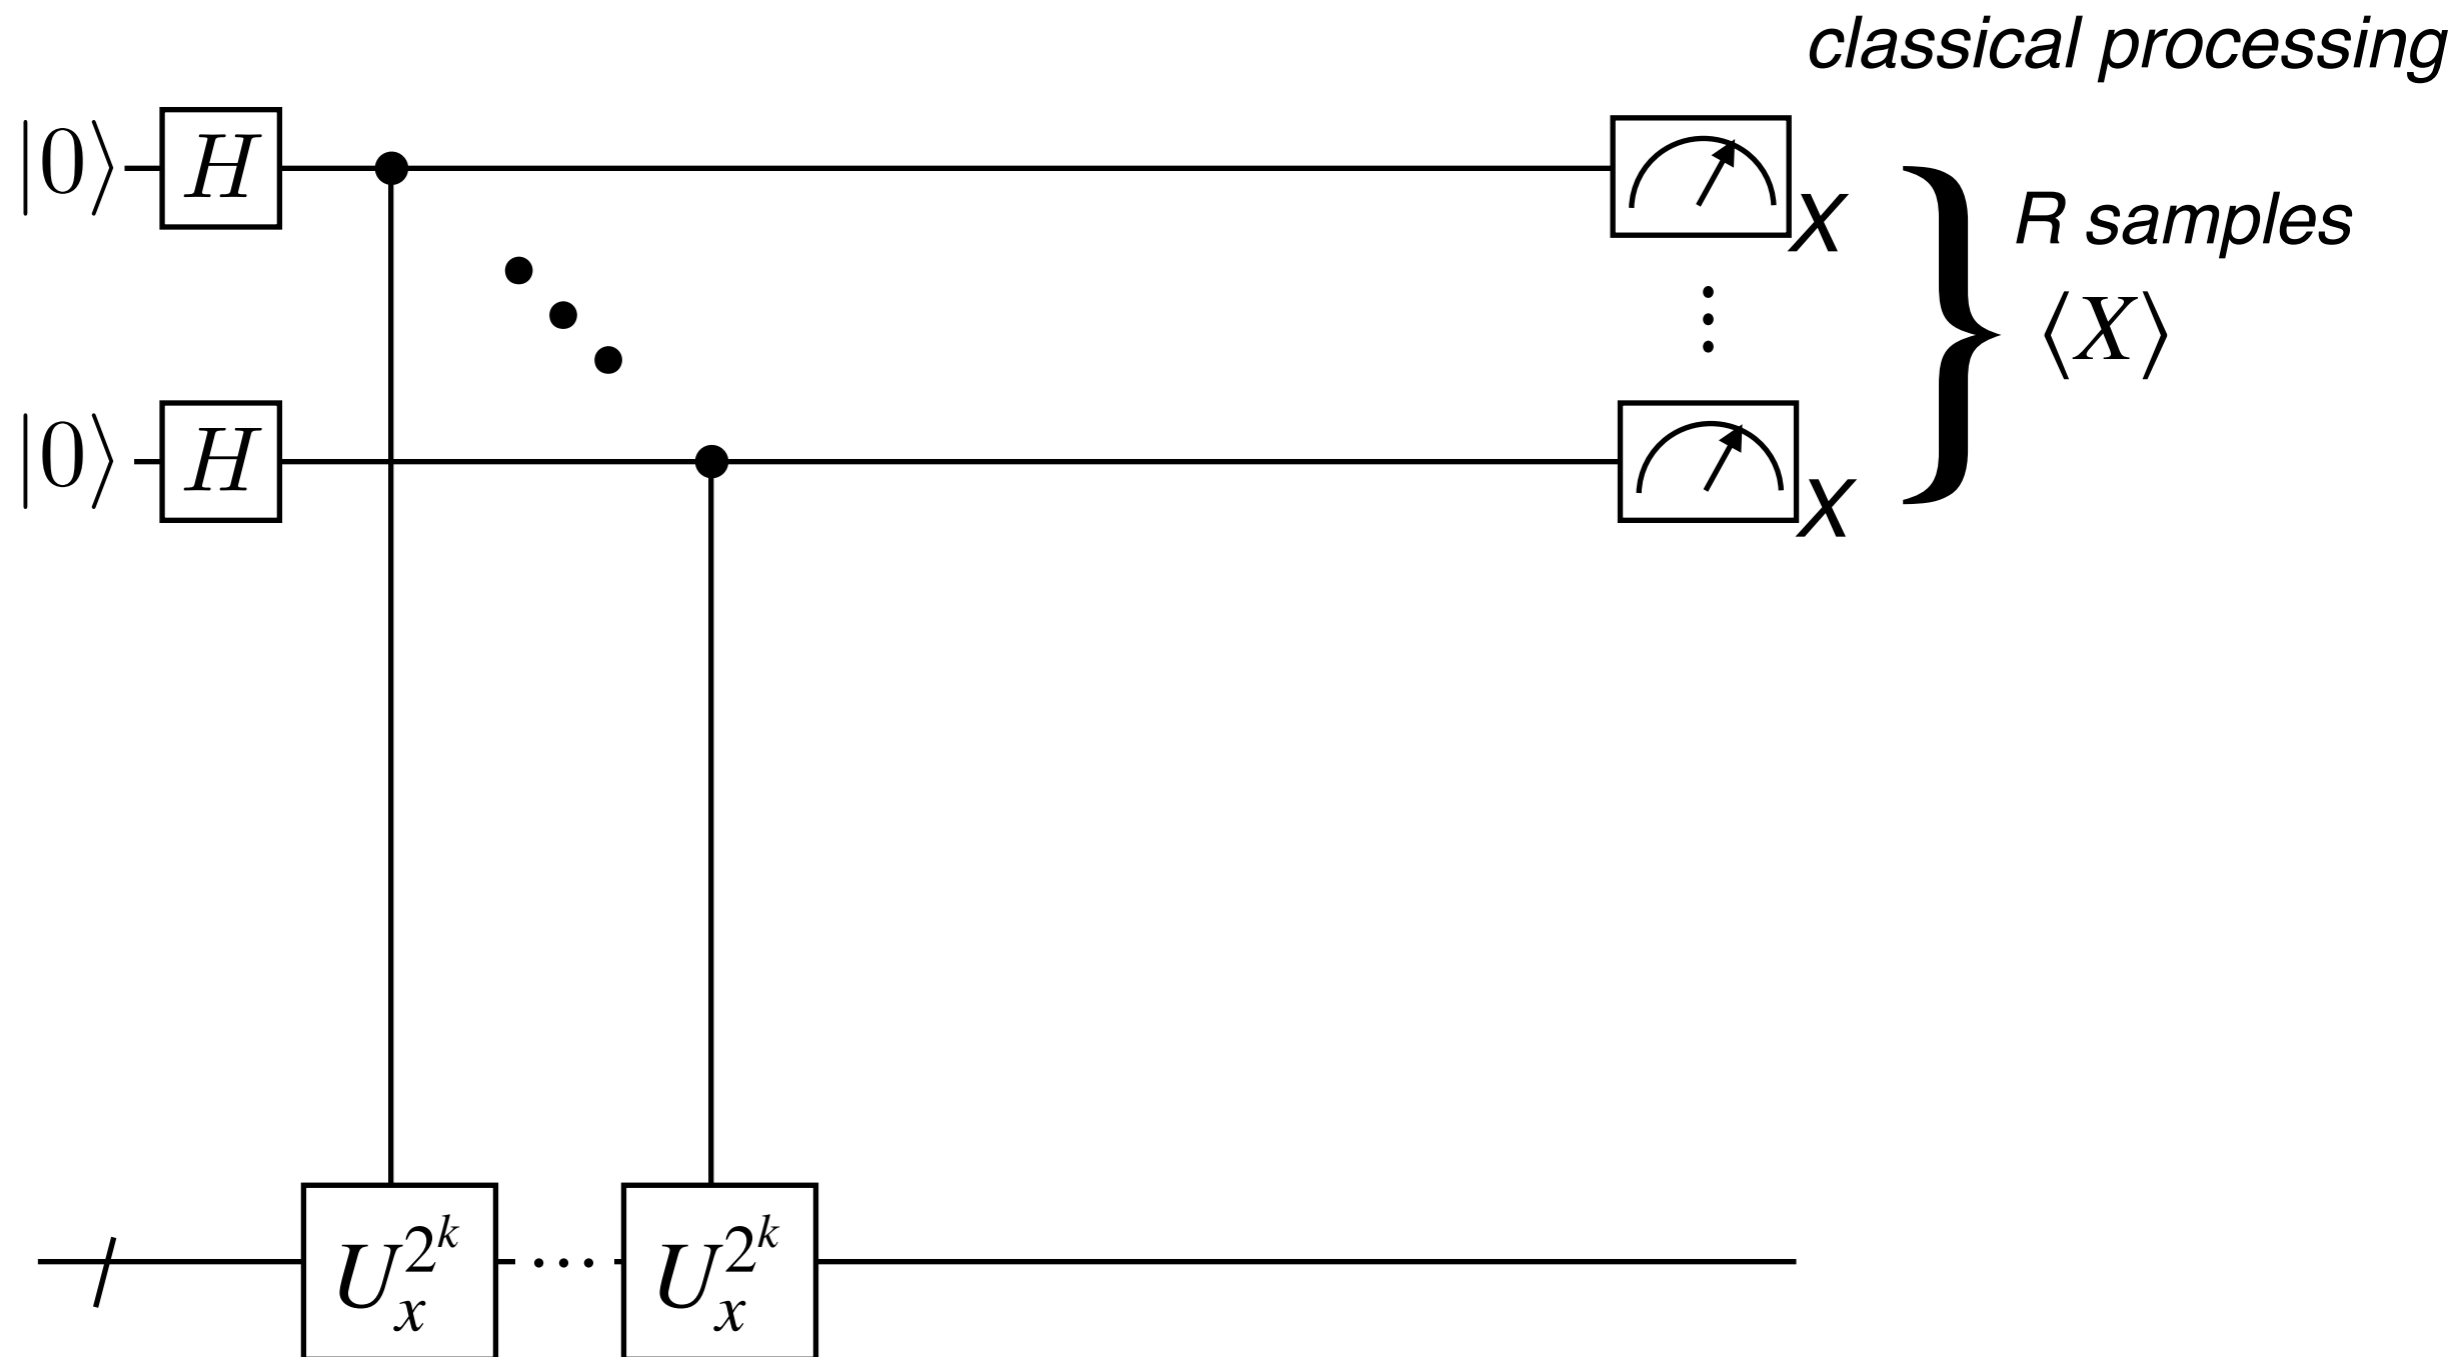 classical processing
|0⟩ H
X
R samples
⟨X⟩
|0⟩ H
X
U_x^{2^k} ... U_x^{2^k}